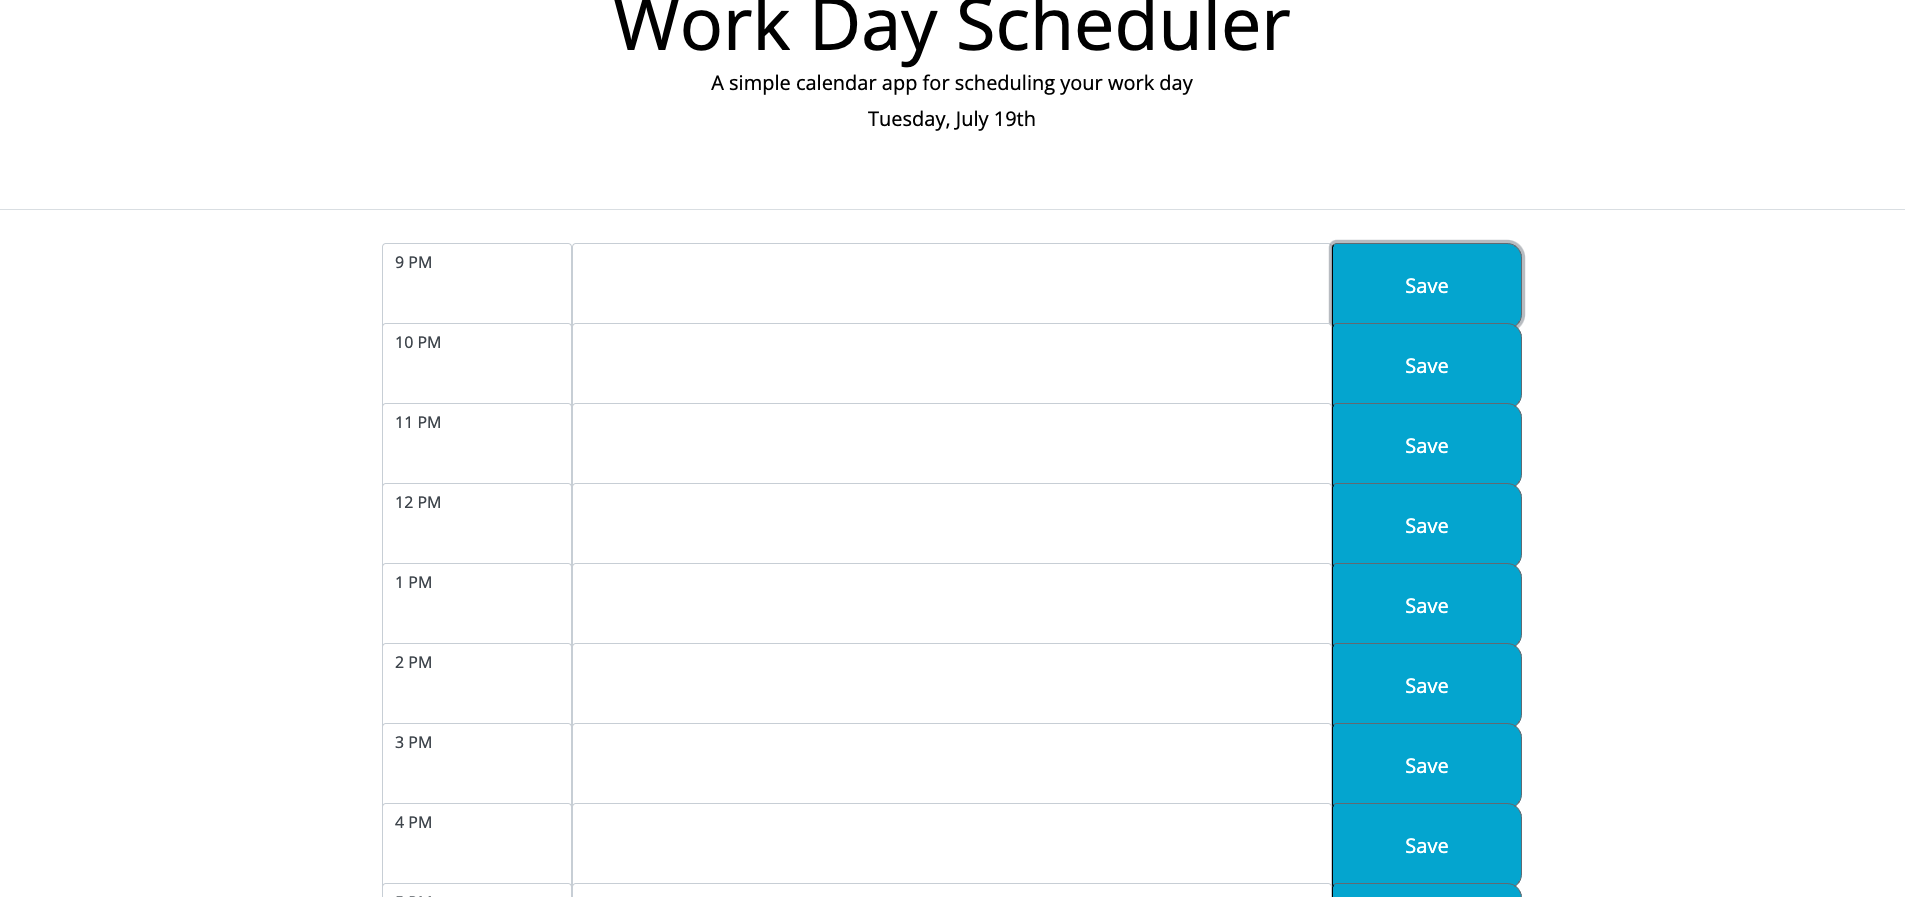 Work Day Scheduler
A simple calendar app for scheduling your work day
Tuesday, July 19th
9 PM
Save
10 PM
Save
11 PM
Save
12 PM
Save
1 PM
Save
2 PM
Save
3 PM
Save
4 PM
Save